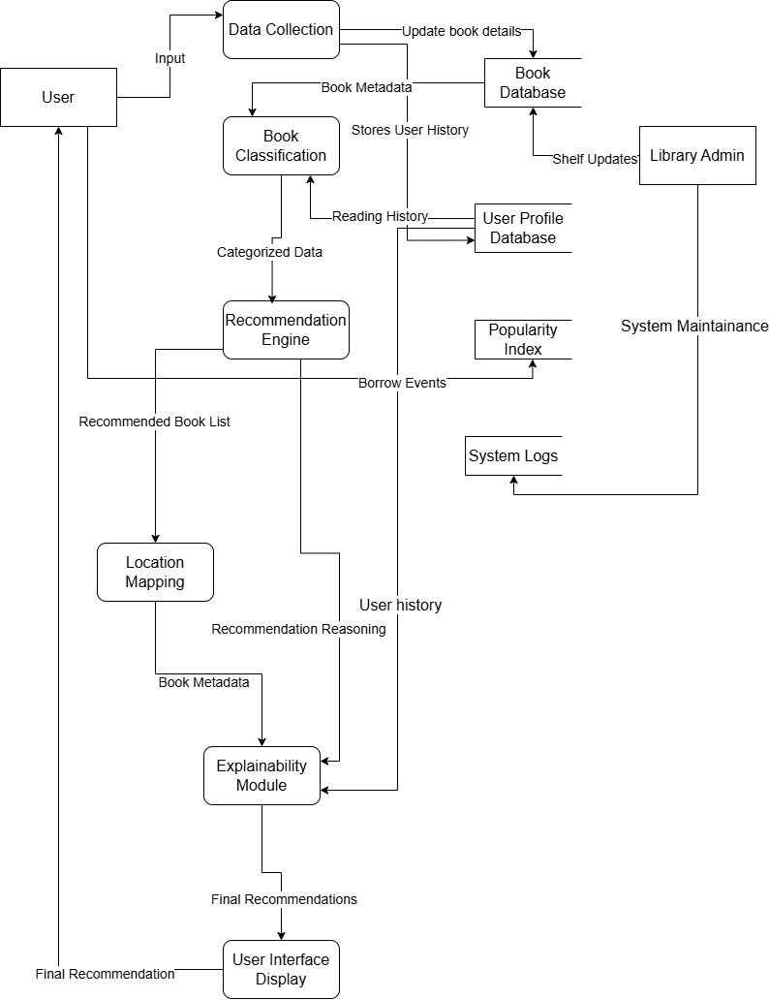 Data Collection
Update book details
Input
User
Book
Database
Book Metadata
Stores User History
Book
Classification
Library Admin
Shelf Updates
Reading History
User Profile
Database
Categorized Data
Recommendation
Engine
Popularity
Index
System Maintainance
Borrow Events
Recommended Book List
System Logs
Location
Mapping
User history
Recommendation Reasoning
Book Metadata
Explainability
Module
Final Recommendations
User Interface
Display
Final Recommendation